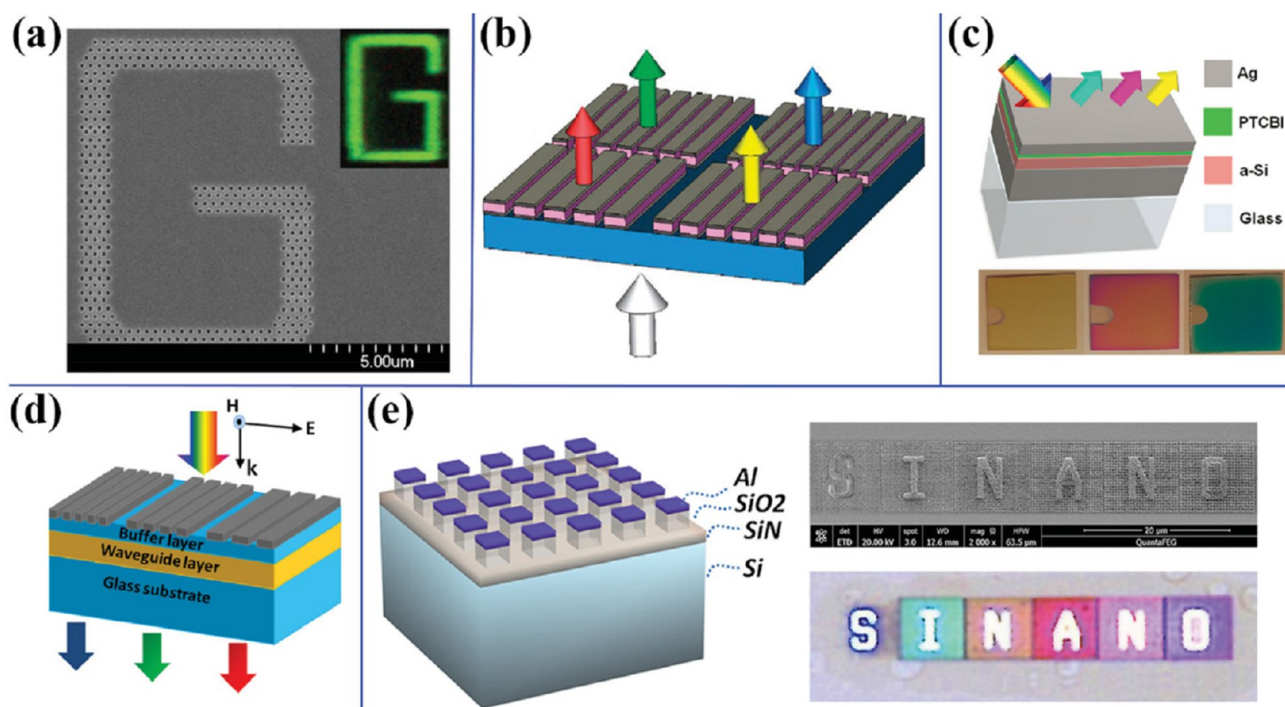 (a)
G
5.00um
(b)
(c)
Ag
PTCBI
a-Si
Glass
(d)
H
E
k
Buffer layer
Waveguide layer
Glass substrate
(e)
Al
SiO2
SiN
Si
S I N A N O
det HV spot WD mag HFW 20 µm
ETD 20.00 kV 3.0 12.6 mm 2 000 x 63.5 µm QuantaFEG
S I N A N O